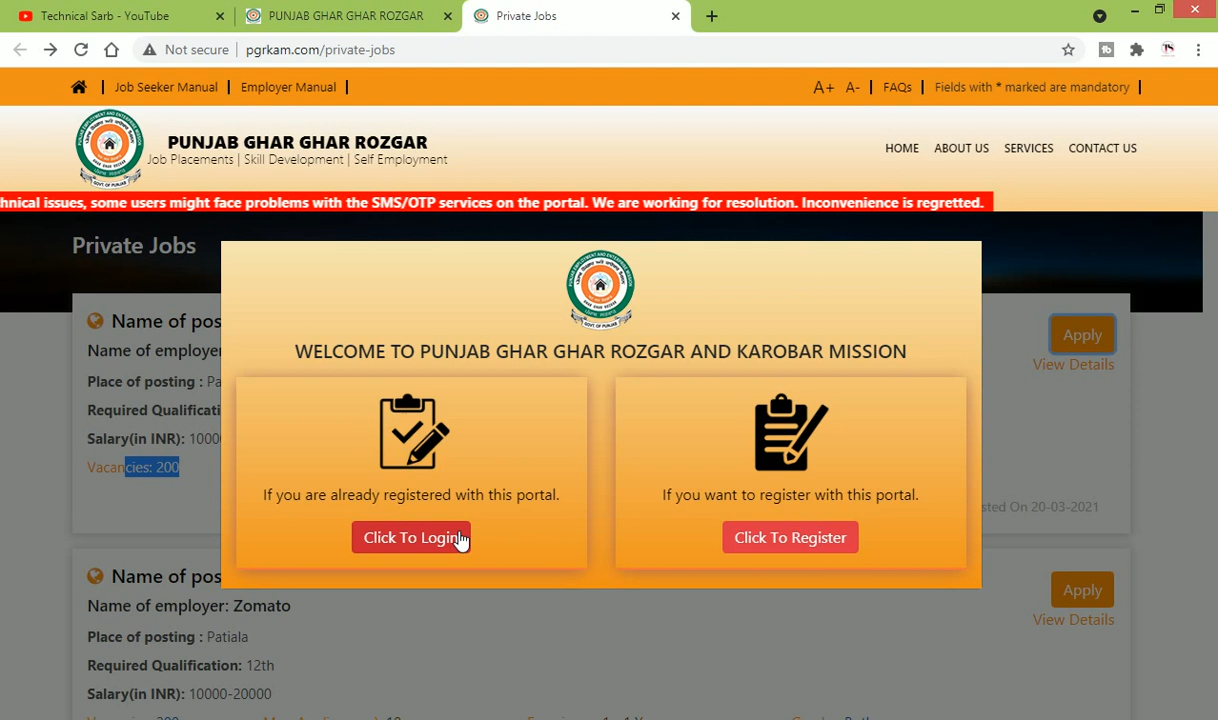 Technical Sarb - YouTube
PUNJAB GHAR GHAR ROZGAR
Private Jobs
Not secure
pgrkam.com/private-jobs
Job Seeker Manual
Employer Manual
A+ A-
FAQs
Fields with * marked are mandatory
PUNJAB GHAR GHAR ROZGAR
Job Placements | Skill Development | Self Employment
HOME ABOUT US SERVICES CONTACT US
hnical issues, some users might face problems with the SMS/OTP services on the portal. We are working for resolution. Inconvenience is regretted.
Private Jobs
Name of pos
Name of employer
Place of posting : Pa
Required Qualificati
Salary(in INR): 1000
Vacancies: 200
Apply
View Details
sted On 20-03-2021
WELCOME TO PUNJAB GHAR GHAR ROZGAR AND KAROBAR MISSION
If you are already registered with this portal.
Click To Login
If you want to register with this portal.
Click To Register
Name of pos
Name of employer: Zomato
Place of posting : Patiala
Required Qualification: 12th
Salary(in INR): 10000-20000
Apply
View Details